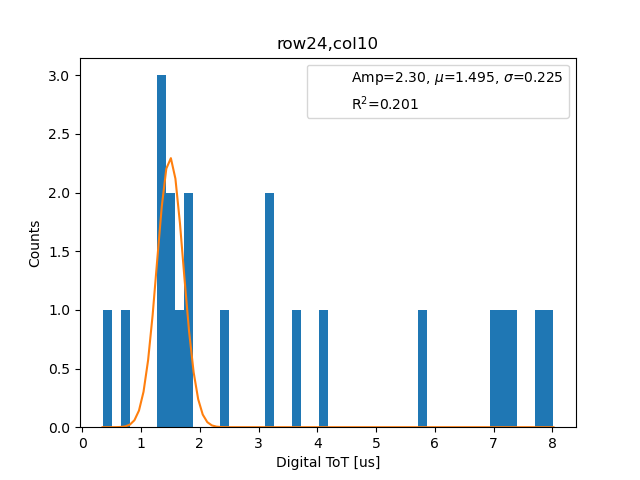 row24,col10
Amp=2.30, μ=1.495, σ=0.225
R²=0.201
3.0
2.5
2.0
1.5
1.0
0.5
0.0
Counts
0 1 2 3 4 5 6 7 8
Digital ToT [us]